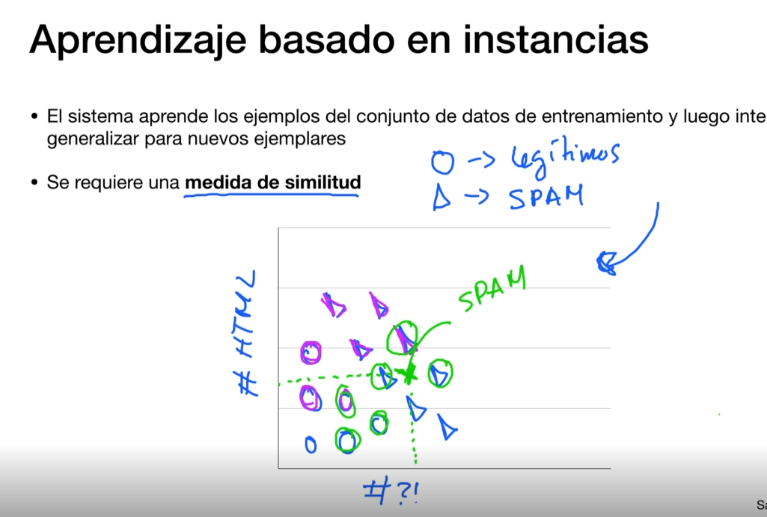 Aprendizaje basado en instancias
• El sistema aprende los ejemplos del conjunto de datos de entrenamiento y luego inte
generalizar para nuevos ejemplares
O -> legítimos
• Se requiere una medida de similitud
Δ -> SPAM
SPAM
# HTML
# ?!
Sa